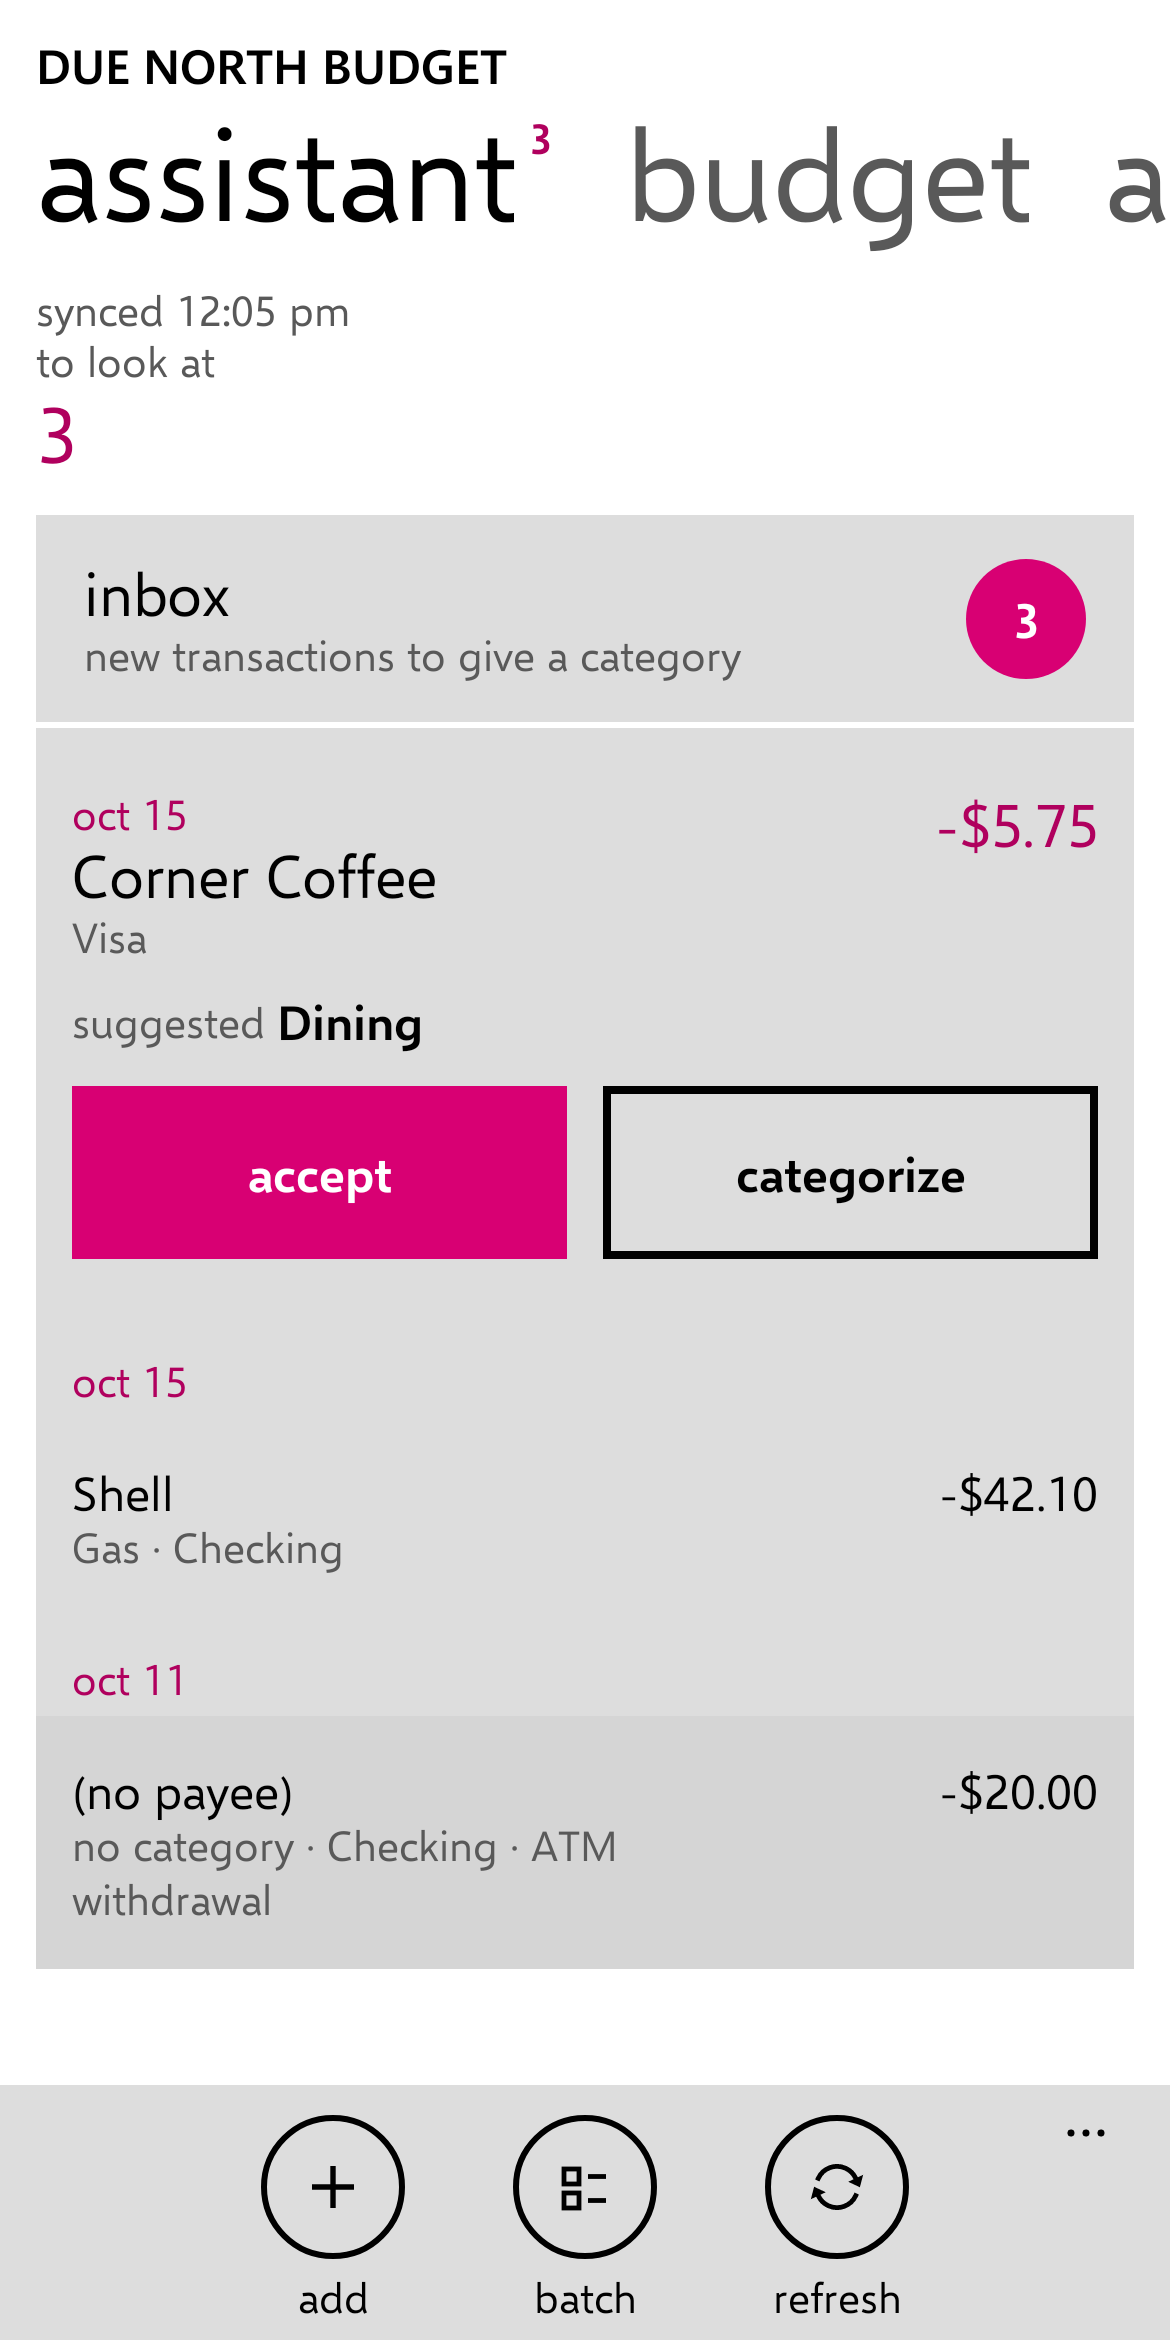 DUE NORTH BUDGET
assistant 3 budget a
synced 12:05 pm
to look at
3
inbox
new transactions to give a category
3
oct 15
-$5.75
Corner Coffee
Visa
suggested Dining
accept
categorize
oct 15
Shell
-$42.10
Gas · Checking
oct 11
(no payee)
-$20.00
no category · Checking · ATM
withdrawal
...
add
batch
refresh